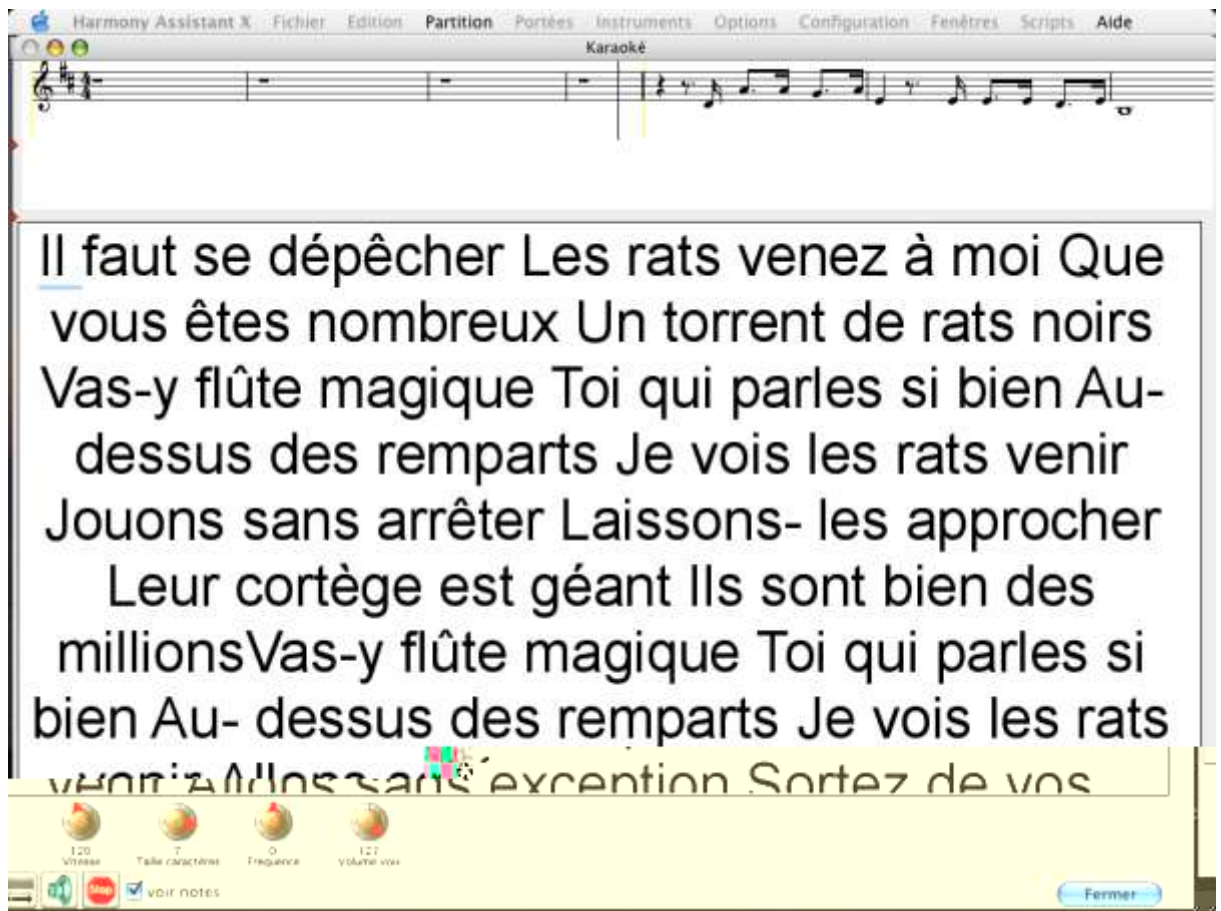 Harmony Assistant X Fichier Edition Partition Portées Instruments Options Configuration Fenêtres Scripts Aide
Karaoké
Il faut se dépêcher Les rats venez à moi Que
vous êtes nombreux Un torrent de rats noirs
Vas-y flûte magique Toi qui parles si bien Au-
dessus des remparts Je vois les rats venir
Jouons sans arrêter Laissons- les approcher
Leur cortège est géant Ils sont bien des
millionsVas-y flûte magique Toi qui parles si
bien Au- dessus des remparts Je vois les rats
venir Allons sans exception Sortez de vos
120 7 0 127
Vitesse Taille caractères Frequence Volume voix
Stop voir notes Fermer